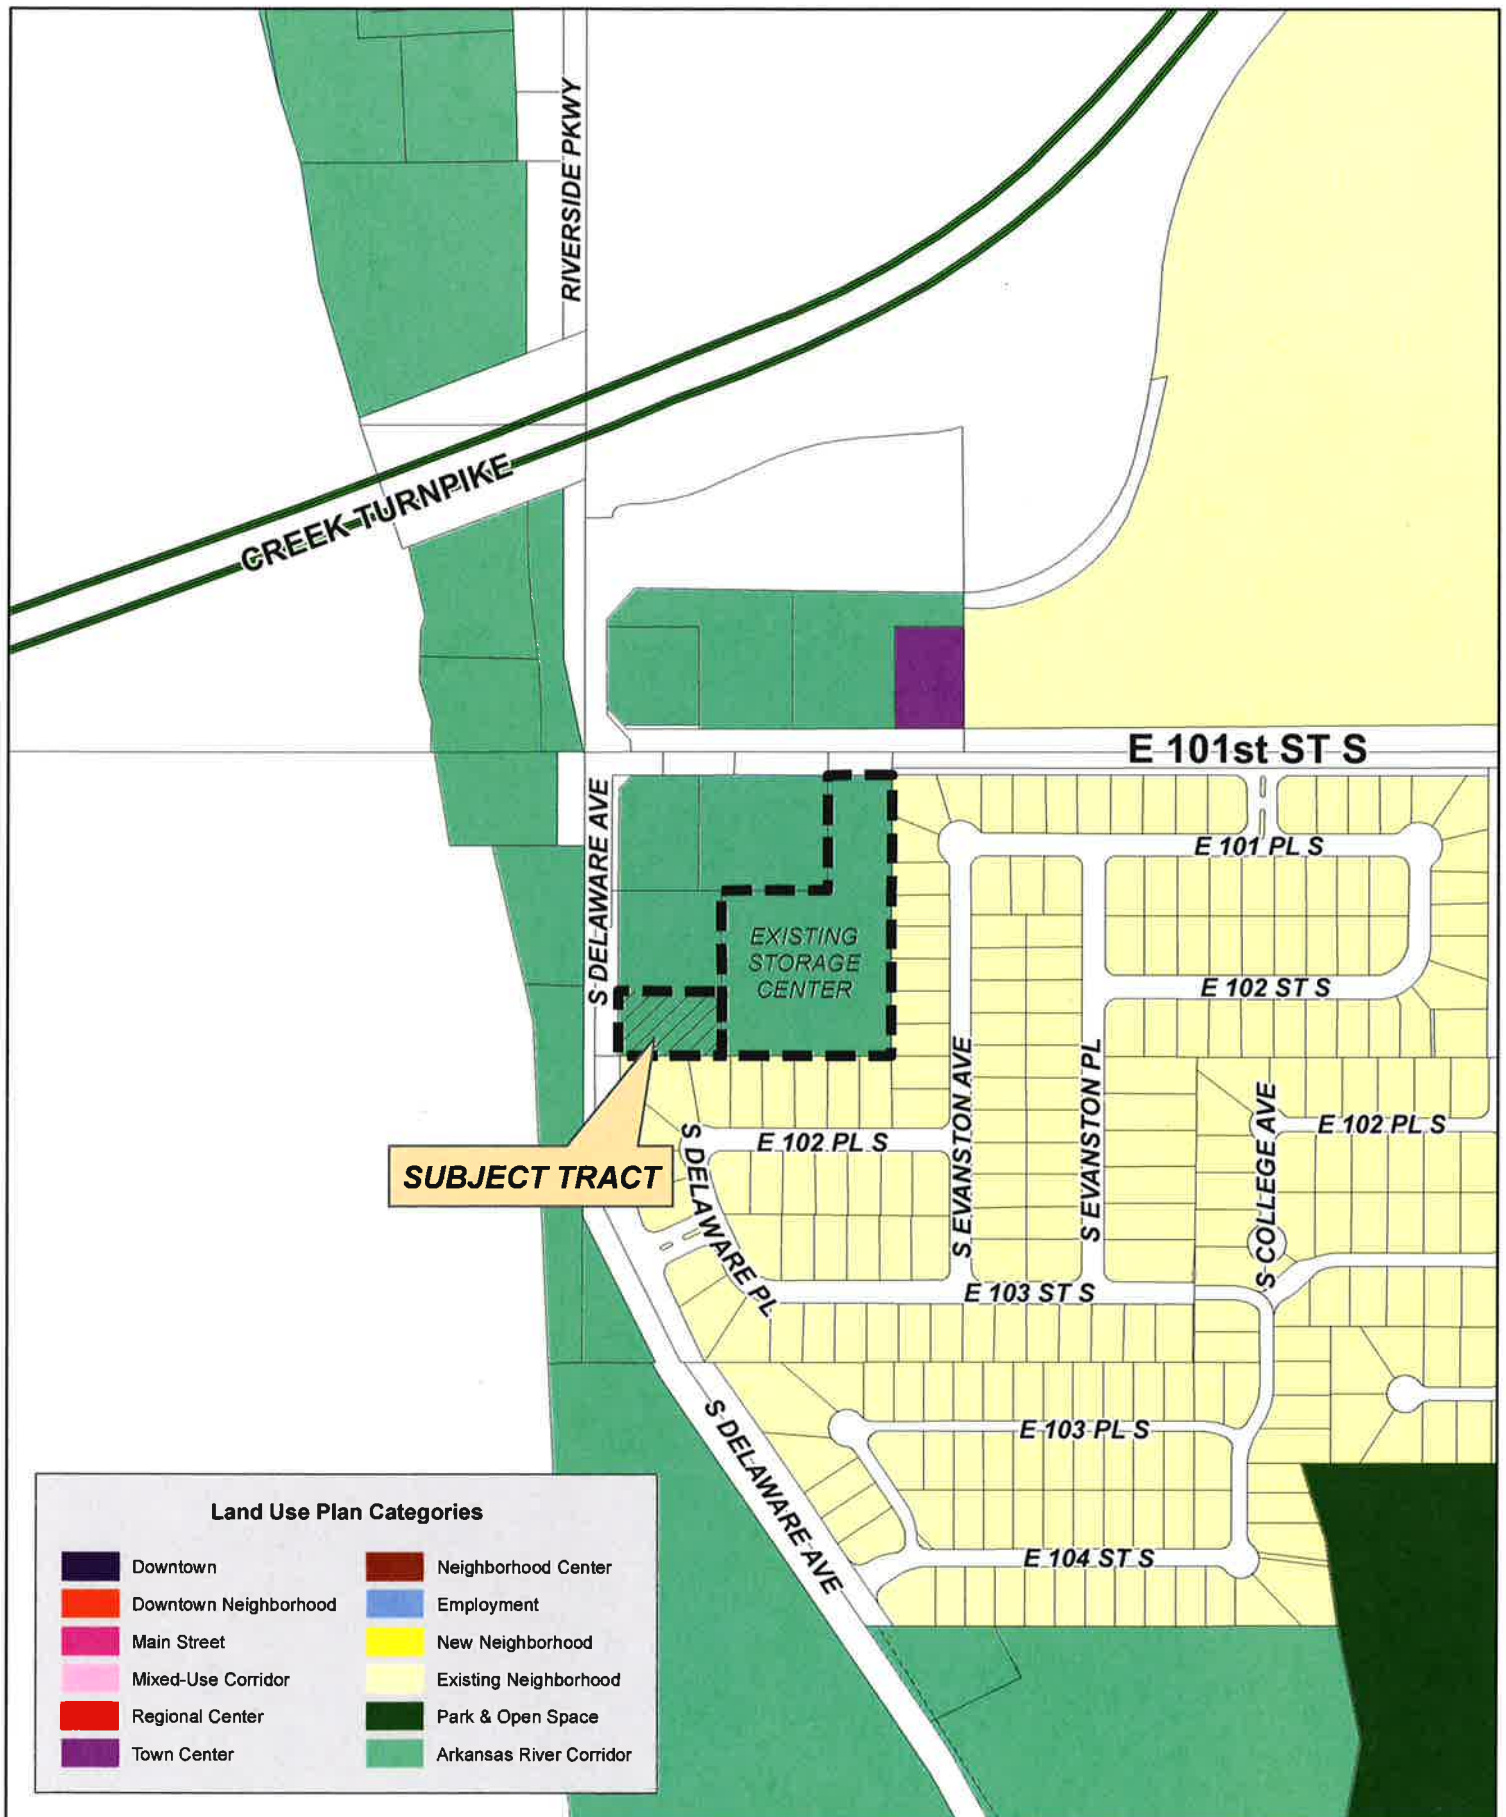 RIVERSIDE PKWY
CREEK TURNPIKE
E 101st ST S
S DELAWARE AVE
E 101 PL S
EXISTING
STORAGE
CENTER
E 102 ST S
S EVANSTON AVE
S EVANSTON PL
S COLLEGE AVE
E 102 PL S
E 102 PL S
SUBJECT TRACT
S DELAWARE PL
E 103 ST S
S DELAWARE AVE
E 103 PL S
E 104 ST S
Land Use Plan Categories
Downtown
Downtown Neighborhood
Main Street
Mixed-Use Corridor
Regional Center
Town Center
Neighborhood Center
Employment
New Neighborhood
Existing Neighborhood
Park & Open Space
Arkansas River Corridor